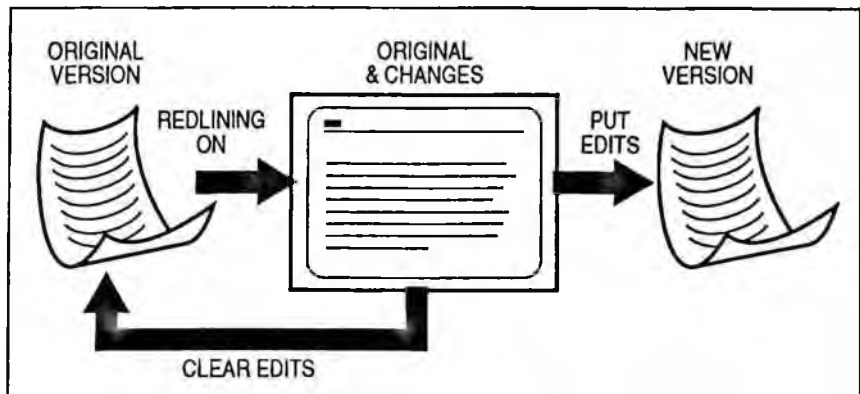 ORIGINAL
VERSION
REDLINING
ON
ORIGINAL
& CHANGES
PUT
EDITS
NEW
VERSION
CLEAR EDITS